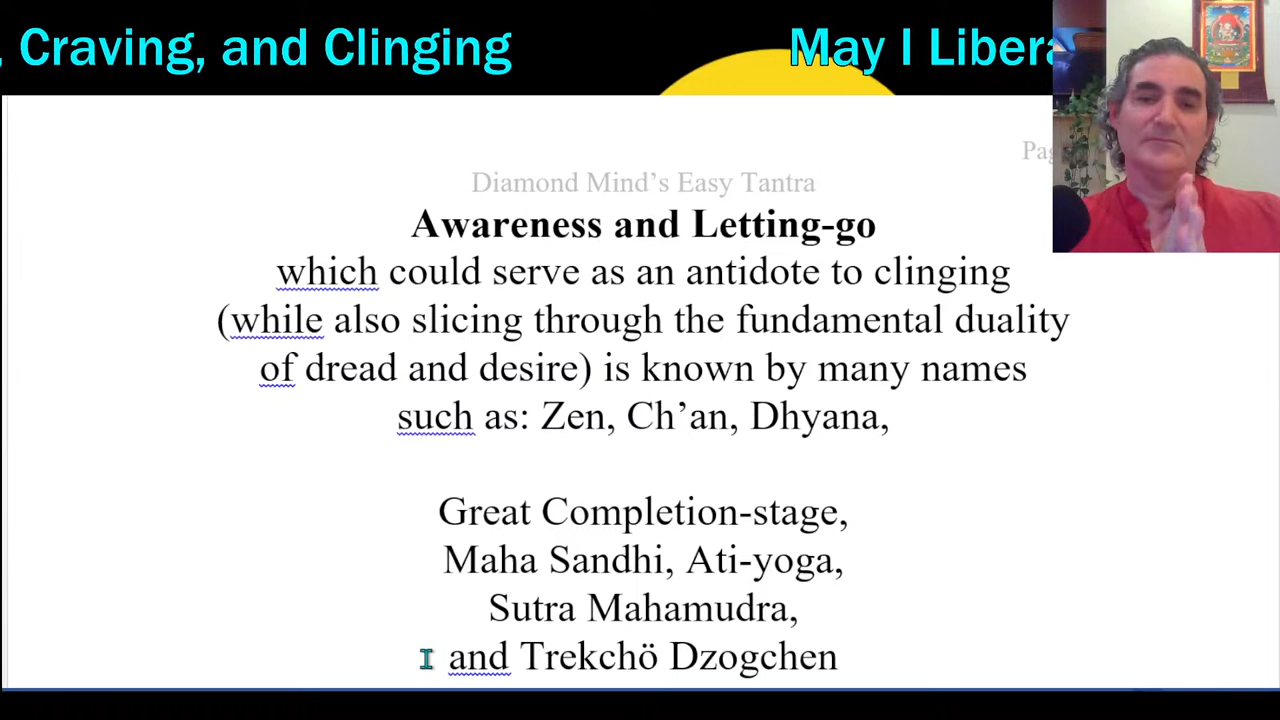 , Craving, and Clinging
May I Libera
Pag
Diamond Mind's Easy Tantra
Awareness and Letting-go
which could serve as an antidote to clinging
(while also slicing through the fundamental duality
of dread and desire) is known by many names
such as: Zen, Ch'an, Dhyana,
Great Completion-stage,
Maha Sandhi, Ati-yoga,
Sutra Mahamudra,
and Trekchö Dzogchen